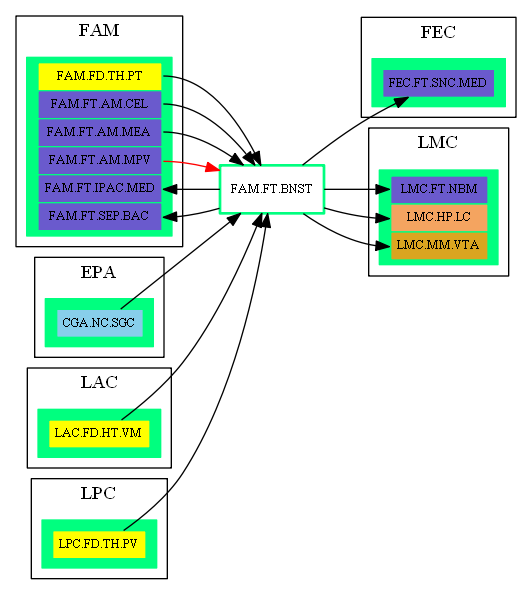 FAM
FAM.FD.TH.PT
FAM.FT.AM.CEL
FAM.FT.AM.MEA
FAM.FT.AM.MPV
FAM.FT.IPAC.MED
FAM.FT.SEP.BAC
EPA
CGA.NC.SGC
LAC
LAC.FD.HT.VM
LPC
LPC.FD.TH.PV
FAM.FT.BNST
FEC
FEC.FT.SNC.MED
LMC
LMC.FT.NBM
LMC.HP.LC
LMC.MM.VTA